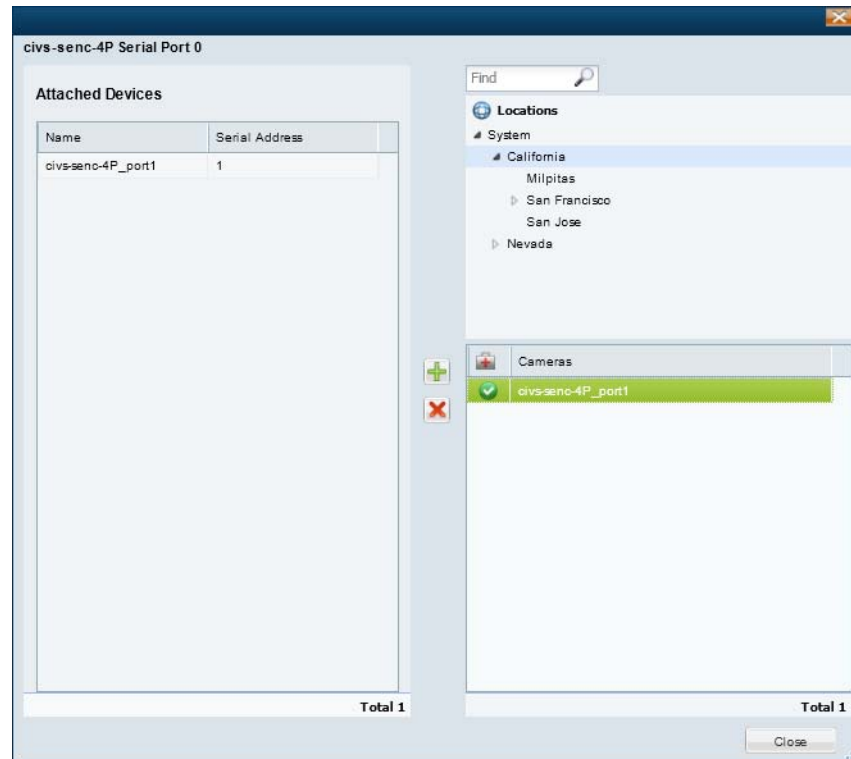 civs-senc-4P Serial Port 0
Attached Devices
Name Serial Address
civs-senc-4P_port1 1
Total 1
Find
Locations
System
California
Milpitas
San Francisco
San Jose
Nevada
Cameras
civs-senc-4P_port1
Total 1
Close